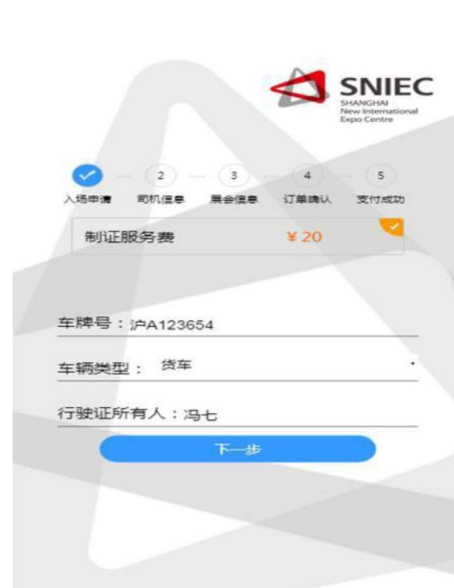 SNIEC
SHANGHAI
New International
Expo Centre
2 3 4 5
入场申请 司机信息 展会信息 订单确认 支付成功
制证服务费 ￥20
车牌号：沪A123654
车辆类型： 货车
行驶证所有人：冯七
下一步